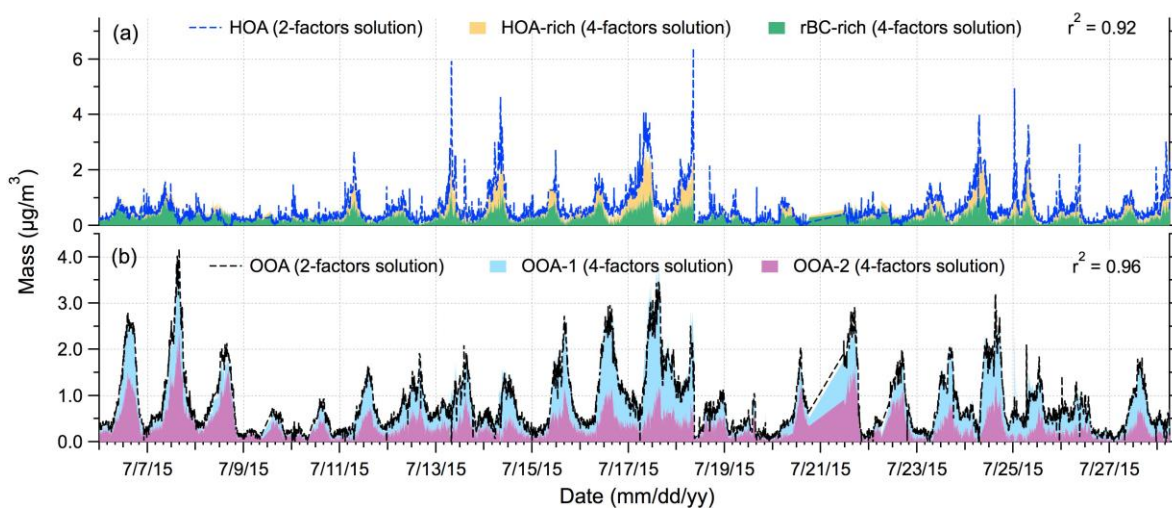 (a) HOA (2-factors solution) HOA-rich (4-factors solution) rBC-rich (4-factors solution) r² = 0.92
6
4
2
0
Mass (µg/m³)
(b) OOA (2-factors solution) OOA-1 (4-factors solution) OOA-2 (4-factors solution) r² = 0.96
4.0
3.0
2.0
1.0
0.0
7/7/15 7/9/15 7/11/15 7/13/15 7/15/15 7/17/15 7/19/15 7/21/15 7/23/15 7/25/15 7/27/15
Date (mm/dd/yy)